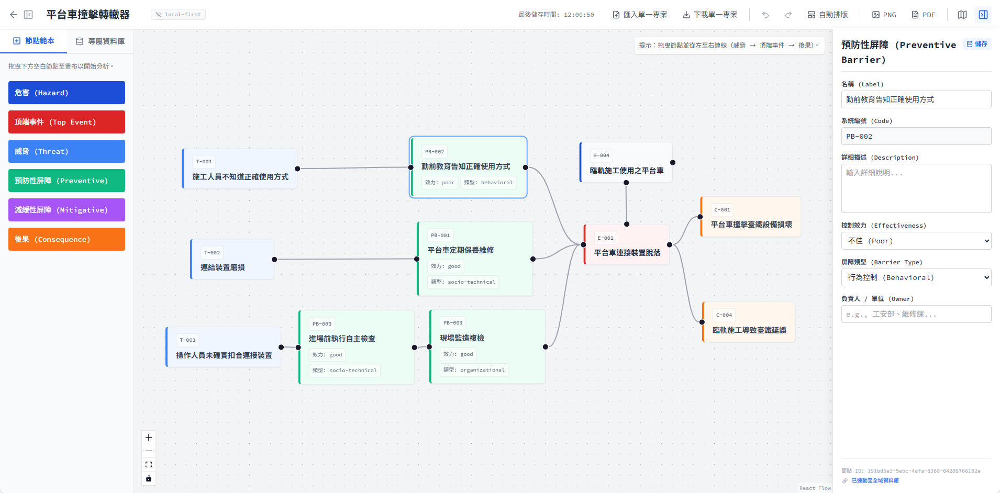 平台車撞擊轉轍器
local-first
最後儲存時間: 12:00:50
匯入單一專案
下載單一專案
自動排版
PNG
PDF
節點範本
專屬資料庫
拖曳下方空白節點至畫布以開始分析。
危害 (Hazard)
頂端事件 (Top Event)
威脅 (Threat)
預防性屏障 (Preventive)
減緩性屏障 (Mitigative)
後果 (Consequence)
提示：拖曳節點並從左至右連線（威脅 → 頂端事件 → 後果）。
T-001
施工人員不知道正確使用方式
PB-002
勤前教育告知正確使用方式
效力: poor
類型: behavioral
H-004
臨軌施工使用之平台車
T-002
連結裝置磨損
PB-001
平台車定期保養維修
效力: good
類型: socio-technical
E-001
平台車連接裝置脫落
C-001
平台車撞擊臺鐵設備損壞
T-003
操作人員未確實扣合連接裝置
PB-003
進場前執行自主檢查
效力: good
類型: socio-technical
PB-003
現場監造複檢
效力: good
類型: organizational
C-004
臨軌施工導致臺鐵延誤
React Flow
預防性屏障 (Preventive
Barrier)
儲存
名稱 (Label)
勤前教育告知正確使用方式
系統編號 (Code)
PB-002
詳細描述 (Description)
輸入詳細說明...
控制效力 (Effectiveness)
不佳 (Poor)
屏障類型 (Barrier Type)
行為控制 (Behavioral)
負責人 / 單位 (Owner)
e.g., 工安部、維修課...
節點 ID: 191bd5e3-5ebc-4afa-8368-04209766152e
已連動至全域資料庫